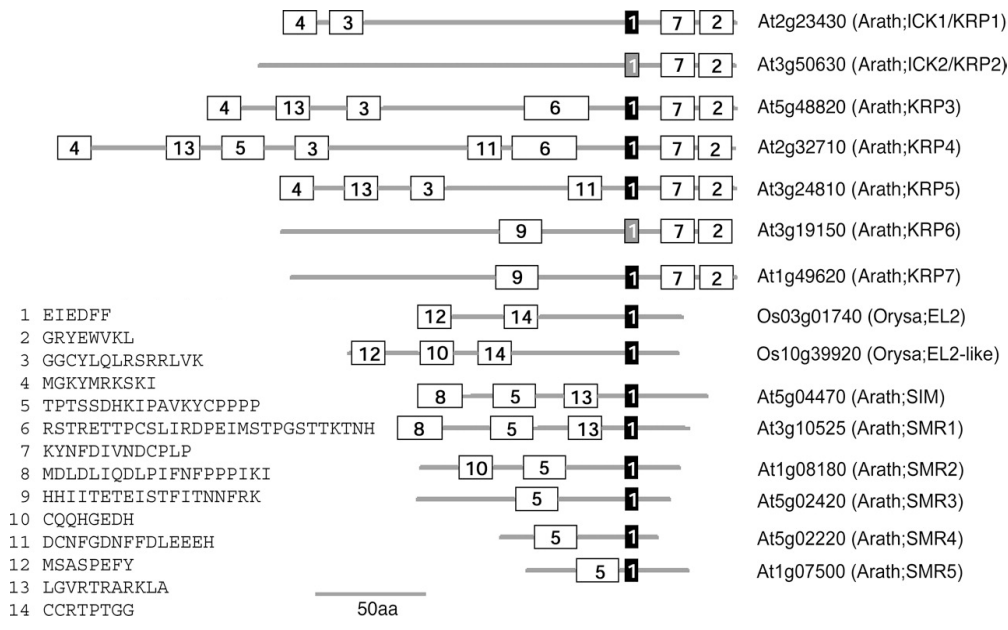 4 3 1 7 2 At2g23430 (Arath;ICK1/KRP1)
1 7 2 At3g50630 (Arath;ICK2/KRP2)
4 13 3 6 1 7 2 At5g48820 (Arath;KRP3)
4 13 5 3 11 6 1 7 2 At2g32710 (Arath;KRP4)
4 13 3 11 1 7 2 At3g24810 (Arath;KRP5)
9 1 7 2 At3g19150 (Arath;KRP6)
9 1 7 2 At1g49620 (Arath;KRP7)
12 14 1 Os03g01740 (Orysa;EL2)
12 10 14 1 Os10g39920 (Orysa;EL2-like)
8 5 13 1 At5g04470 (Arath;SIM)
8 5 13 1 At3g10525 (Arath;SMR1)
10 5 1 At1g08180 (Arath;SMR2)
5 1 At5g02420 (Arath;SMR3)
5 1 At5g02220 (Arath;SMR4)
5 1 At1g07500 (Arath;SMR5)
1 EIEDFF
2 GRYEWVKL
3 GGCYLQLRSRRLVK
4 MGKYMRKSKI
5 TPTSSDHKIPAVKYCPPPP
6 RSTRETTPCSLIRDPEIMSTPGSTTKTNH
7 KYNFDIVNDCPLP
8 MDLDLIQDLPIFNFPPPIKI
9 HHIITETEISTFITNNFRK
10 CQQHGEDH
11 DCNFGDNFFDLEEEH
12 MSASPEFY
13 LGVRTRARKLA
14 CCRTPTGG
50aa